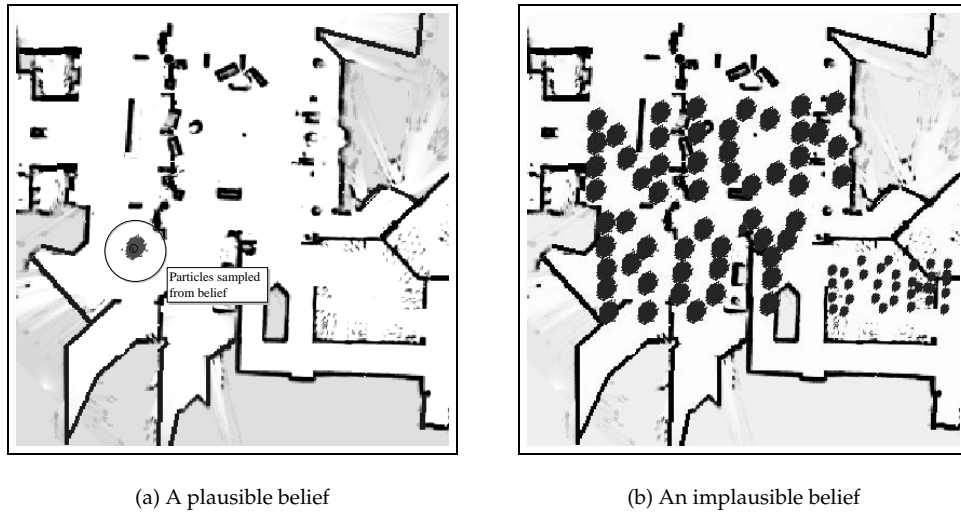 Particles sampled
from belief
(a) A plausible belief
(b) An implausible belief